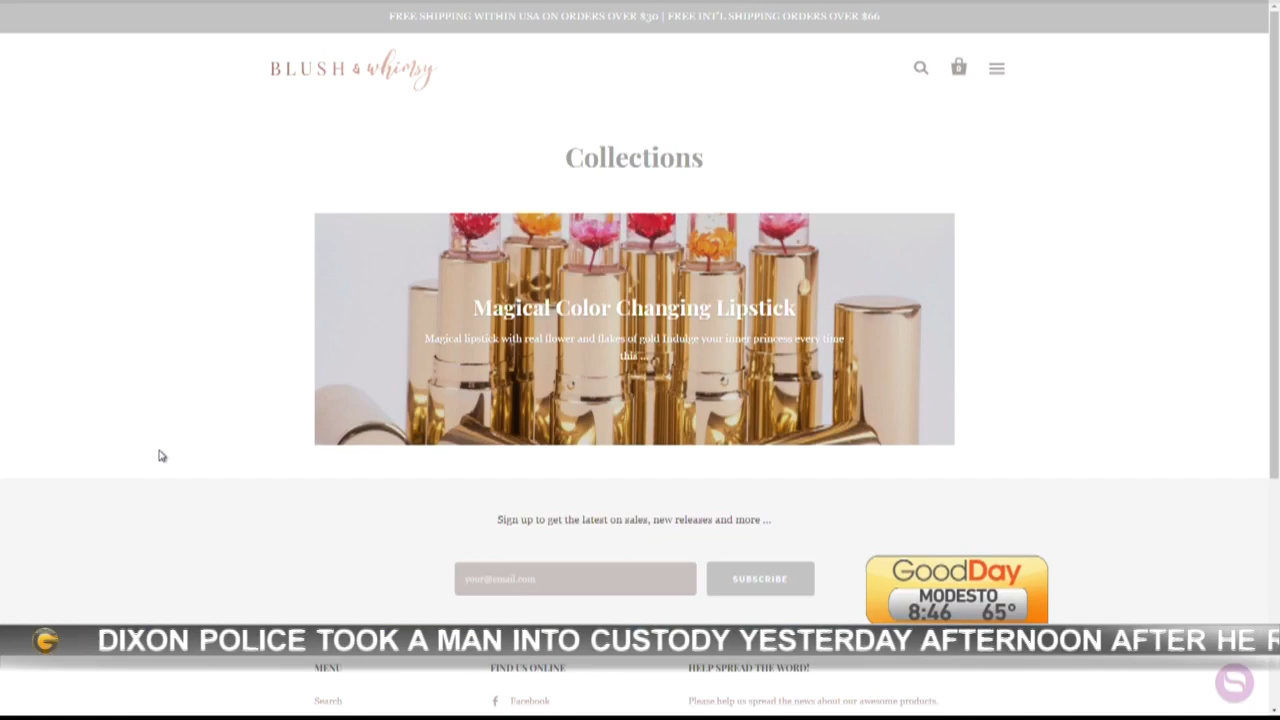 FREE SHIPPING WITHIN USA ON ORDERS OVER $30 | FREE INT'L SHIPPING ORDERS OVER $66
BLUSH & whimsy
0
Collections
Magical Color Changing Lipstick
Magical lipstick with real flower and flakes of gold Indulge your inner princess every time
this ...
Sign up to get the latest on sales, new releases and more ...
your@email.com
SUBSCRIBE
GoodDay
MODESTO
8:46 65°
DIXON POLICE TOOK A MAN INTO CUSTODY YESTERDAY AFTERNOON AFTER HE
MENU
FIND US ONLINE
HELP SPREAD THE WORD!
Search
Facebook
Please help us spread the news about our awesome products.